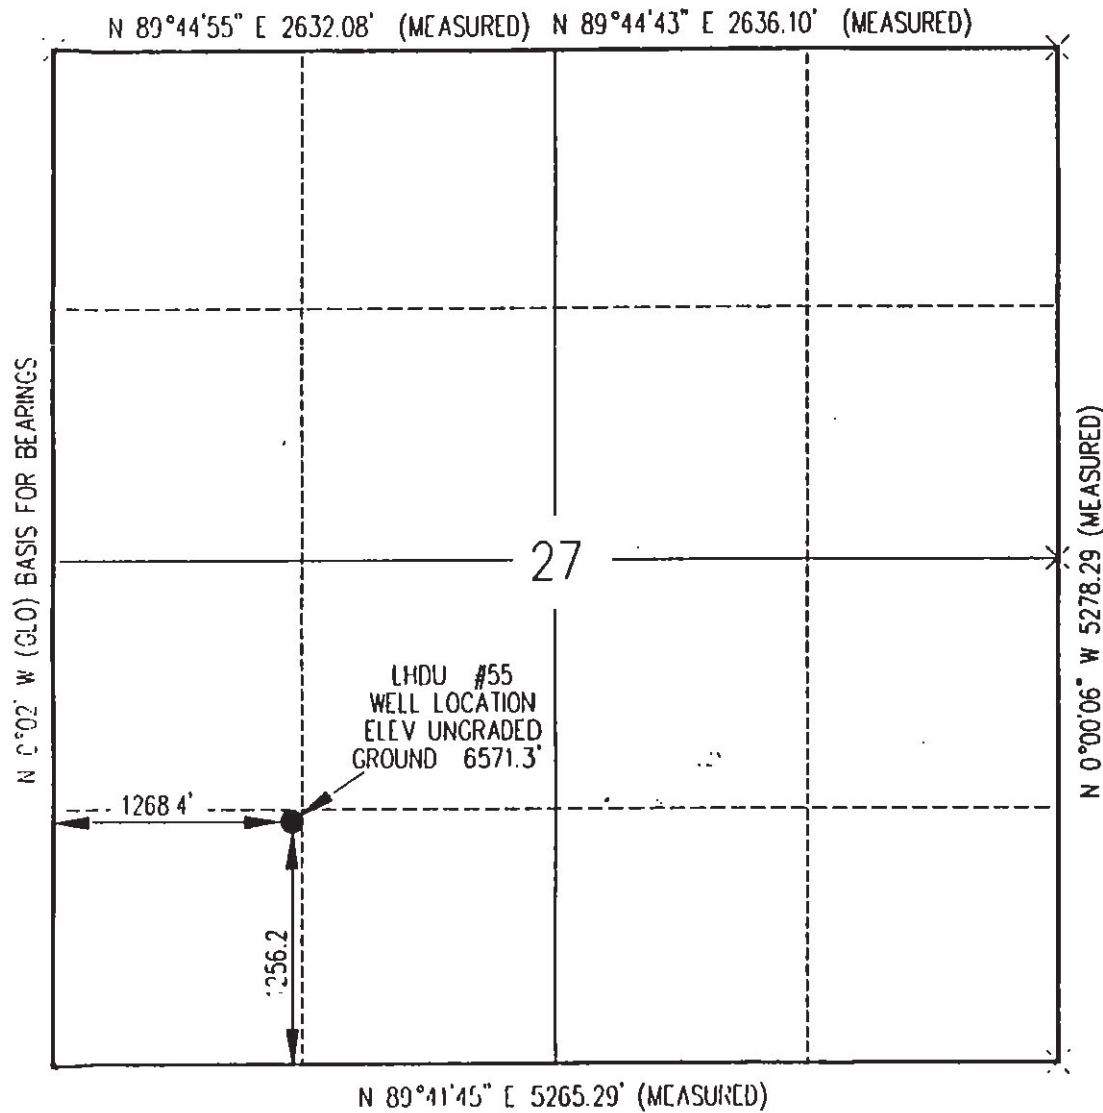 N 89°44'55" E 2632.08' (MEASURED) N 89°44'43" E 2636.10' (MEASURED)
N 0°02' W (GLO) BASIS FOR BEARINGS
27
N 0°00'06" W 5278.29 (MEASURED)
LHDU #55
WELL LOCATION
ELEV UNGRADED
GROUND 6571.3'
1268 4'
1256.2
N 89°41'45" E 5265.29' (MEASURED)